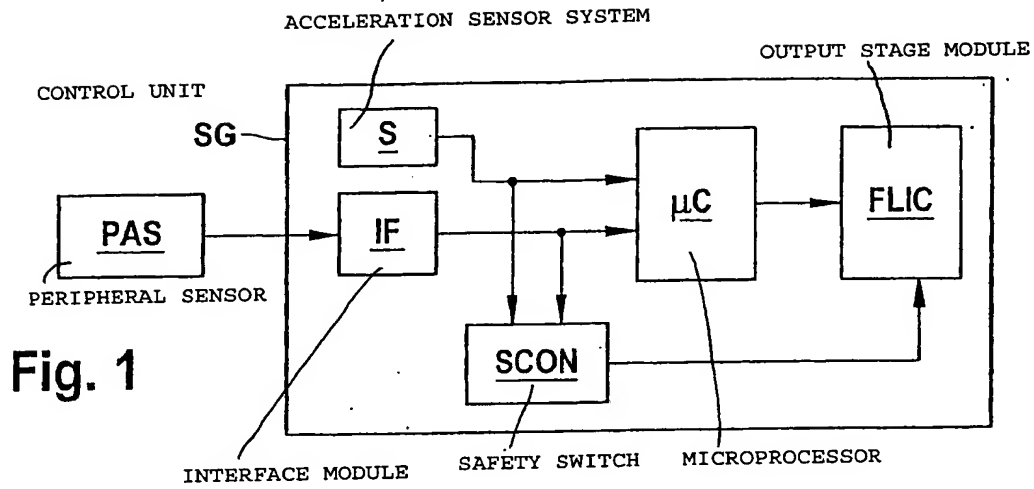 ACCELERATION SENSOR SYSTEM
OUTPUT STAGE MODULE
CONTROL UNIT
SG
S
PAS
IF
μC
FLIC
PERIPHERAL SENSOR
SCON
Fig. 1
INTERFACE MODULE
SAFETY SWITCH
MICROPROCESSOR